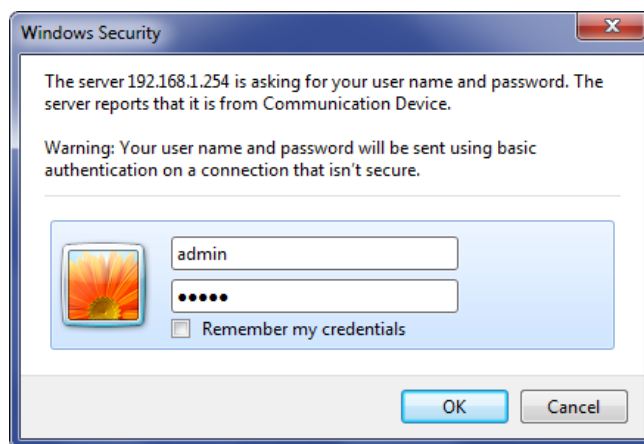 Windows Security
The server 192.168.1.254 is asking for your user name and password. The
server reports that it is from Communication Device.
Warning: Your user name and password will be sent using basic
authentication on a connection that isn't secure.
admin
●●●●●
Remember my credentials
OK
Cancel